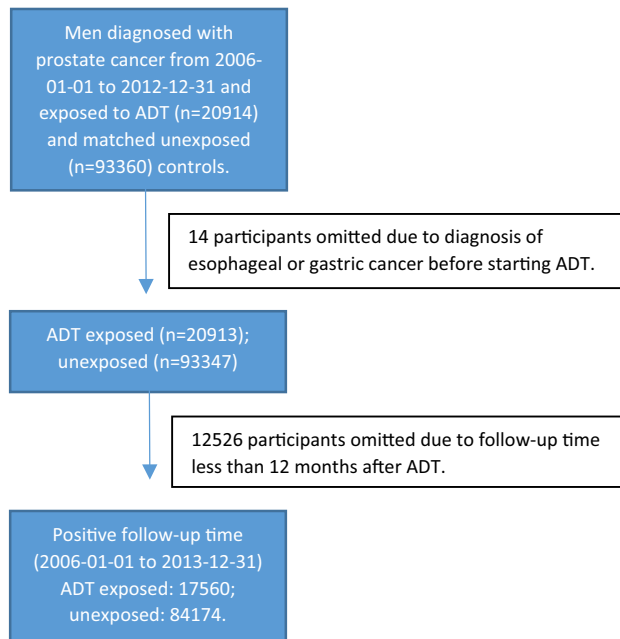 Men diagnosed with
prostate cancer from 2006-
01-01 to 2012-12-31 and
exposed to ADT (n=20914)
and matched unexposed
(n=93360) controls.
14 participants omitted due to diagnosis of
esophageal or gastric cancer before starting ADT.
ADT exposed (n=20913);
unexposed (n=93347)
12526 participants omitted due to follow-up time
less than 12 months after ADT.
Positive follow-up time
(2006-01-01 to 2013-12-31)
ADT exposed: 17560;
unexposed: 84174.